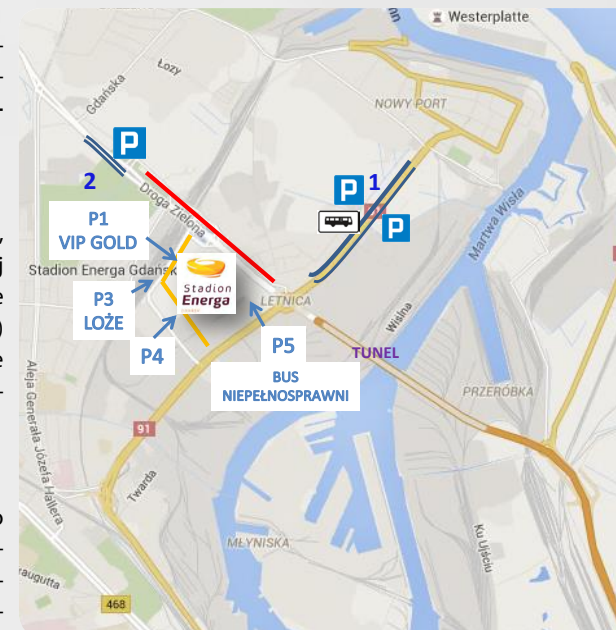 Westerplatte
Łozy
Gdańska
NOWY PORT
P
2
Droga Zielona
P
1
P
P1
VIP GOLD
Martwa Wisła
Stadion Energa Gdańsk
Stadion
Energa
P3
LOŻE
LETNICA
Wiślna
P4
P5
BUS
NIEPEŁNOSPRAWNI
TUNEL
PRZERÓBKA
Aleja Generała Józefa Hallera
91
Twarda
Ku Ujściu
MŁYNISKA
raugutta
468